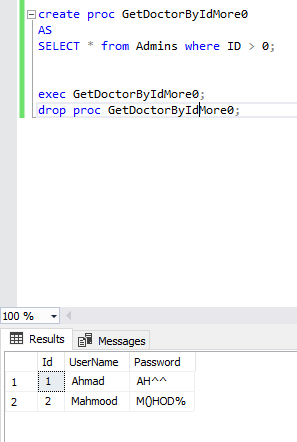 create proc GetDoctorByIdMore0
AS
SELECT * from Admins where ID > 0;
exec GetDoctorByIdMore0;
drop proc GetDoctorByIdMore0;
100 %
Results Messages
Id UserName Password
1 1 Ahmad AH^^
2 2 Mahmood M()HOD%